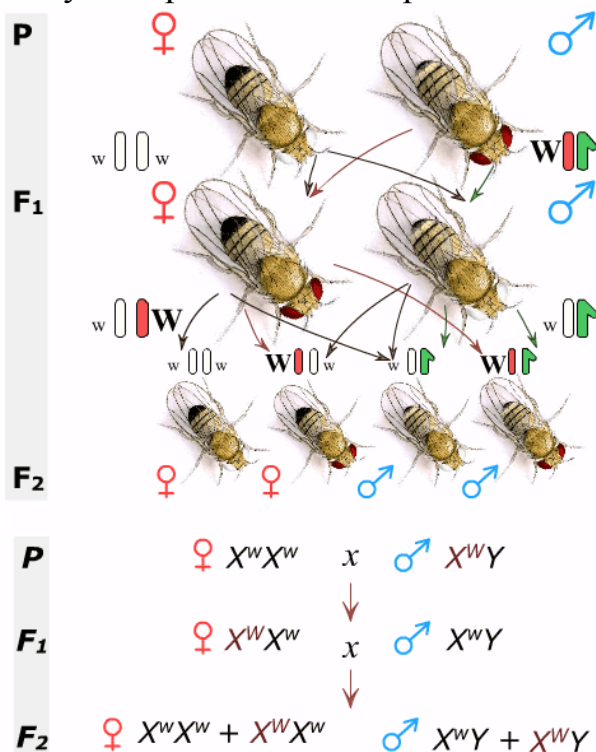 P ♀ ♂
w w W
F₁ ♀ ♂
w W w
w w W w w W
F₂ ♀ ♀ ♂ ♂
P ♀ XʷXʷ x ♂ XᵂY
F₁ ♀ XᵂXʷ x ♂ XʷY
F₂ ♀ XʷXʷ + XᵂXʷ ♂ XʷY + XᵂY